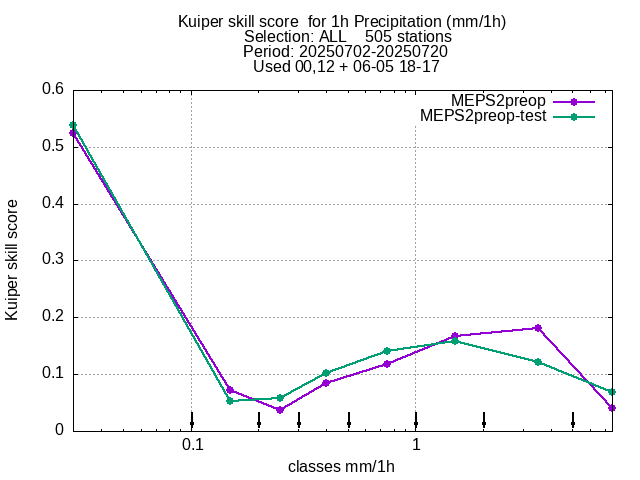 Kuiper skill score  for 1h Precipitation (mm/1h)
Selection: ALL    505 stations
Period: 20250702-20250720
Used 00,12 + 06-05 18-17
MEPS2preop
MEPS2preop-test
Kuiper skill score
0.6
0.5
0.4
0.3
0.2
0.1
0
0.1
1
classes mm/1h